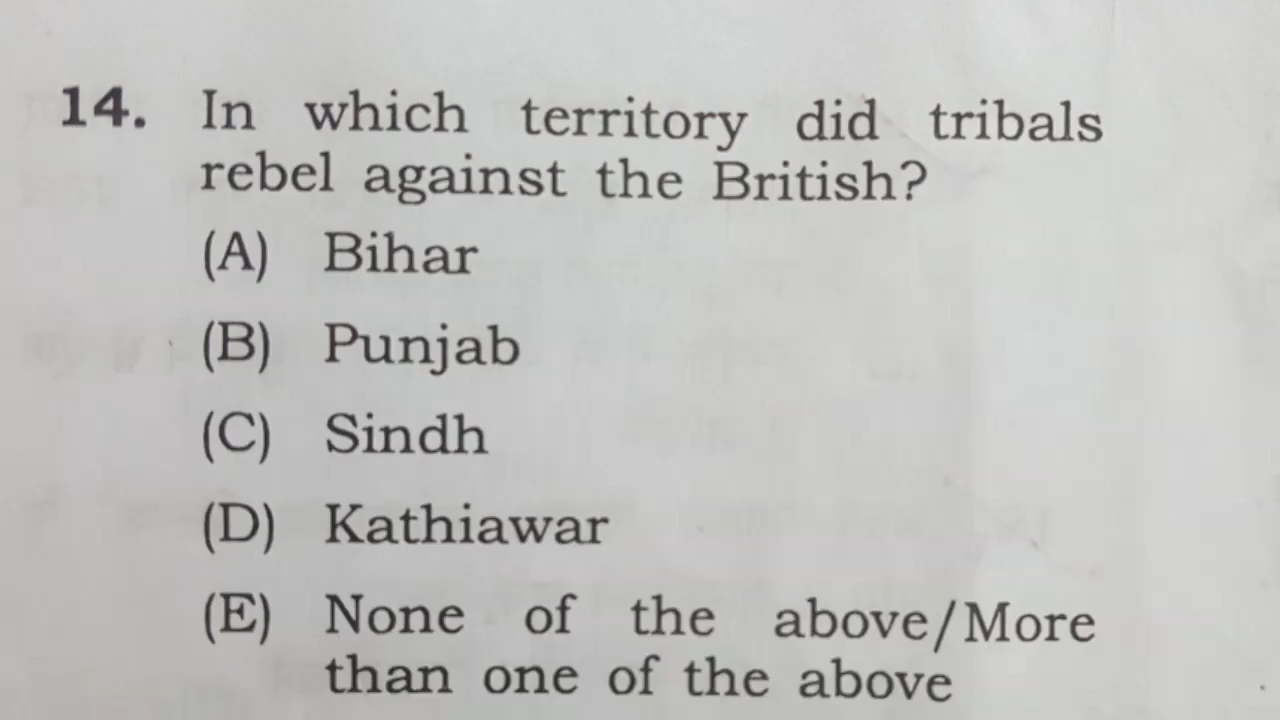 14. In which territory did tribals
rebel against the British?
(A) Bihar
(B) Punjab
(C) Sindh
(D) Kathiawar
(E) None of the above/More
than one of the above